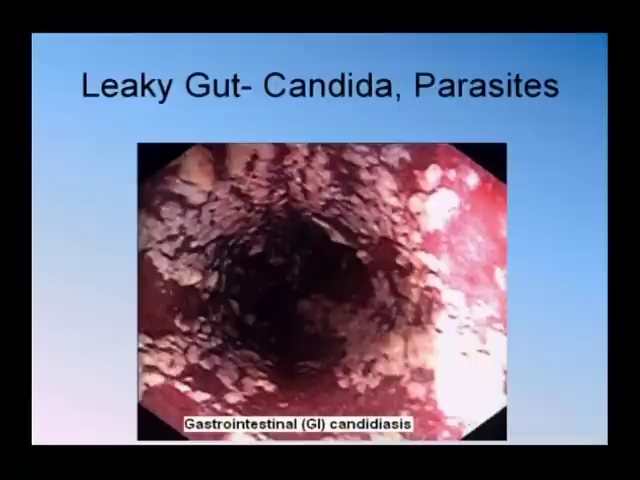 Leaky Gut- Candida, Parasites
Gastrointestinal (GI) candidiasis